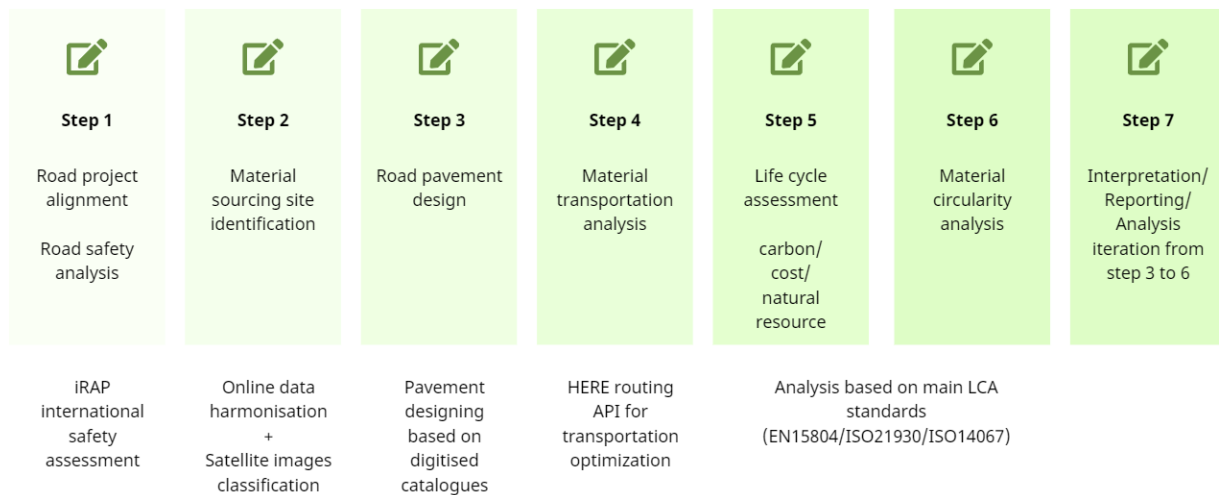 Step 1
Road project
alignment
Road safety
analysis
Step 2
Material
sourcing site
identification
Step 3
Road pavement
design
Step 4
Material
transportation
analysis
Step 5
Life cycle
assessment
carbon/
cost/
natural
resource
Step 6
Material
circularity
analysis
Step 7
Interpretation/
Reporting/
Analysis
iteration from
step 3 to 6
iRAP
international
safety
assessment
Online data
harmonisation
+
Satellite images
classification
Pavement
designing
based on
digitised
catalogues
HERE routing
API for
transportation
optimization
Analysis based on main LCA
standards
(EN15804/ISO21930/ISO14067)